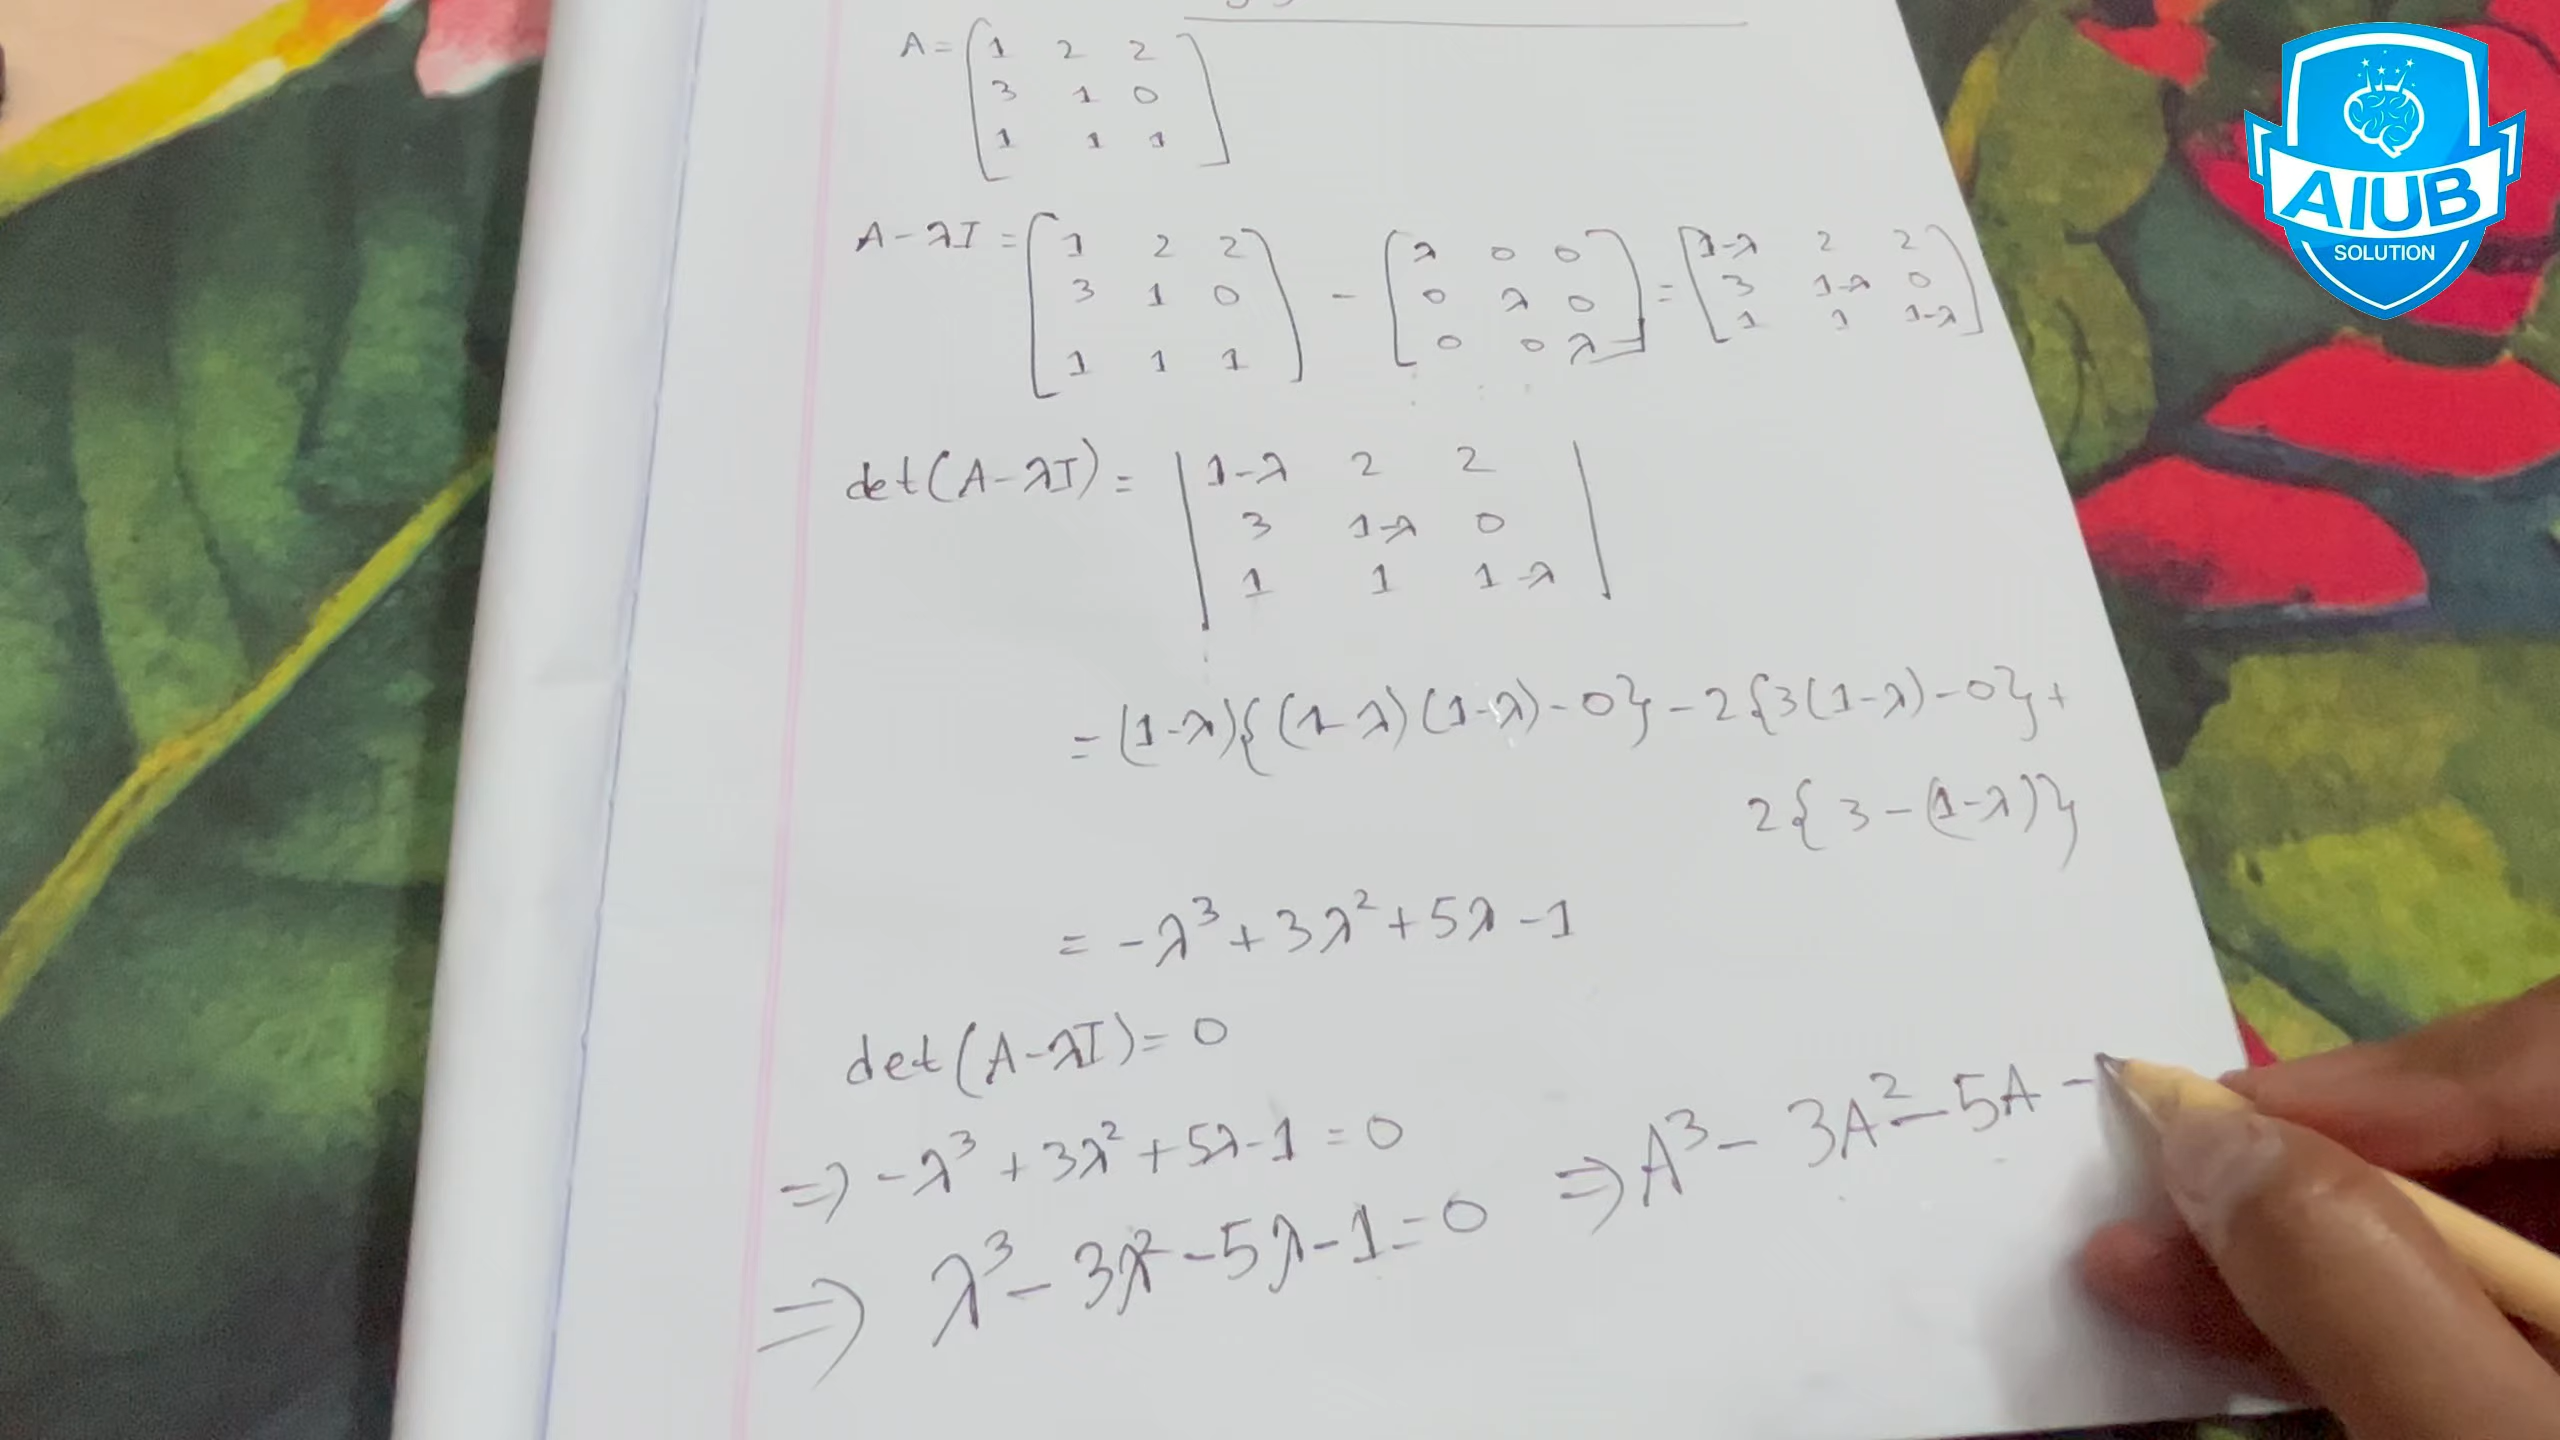 A = [1 2 2
3 1 0
1 1 1]
A - λI = [1 2 2
3 1 0
1 1 1] - [λ 0 0
0 λ 0
0 0 λ] = [1-λ 2 2
3 1-λ 0
1 1 1-λ]
det(A - λI) = |1-λ 2 2
3 1-λ 0
1 1 1-λ|
= (1-λ){(1-λ)(1-λ)-0} - 2{3(1-λ)-0} +
2{3-(1-λ)}
= -λ³ + 3λ² + 5λ - 1
det(A-λI) = 0
⇒ -λ³ + 3λ² + 5λ - 1 = 0
⇒ λ³ - 3λ² - 5λ - 1 = 0
⇒ A³ - 3A² - 5A -
AIUB
SOLUTION